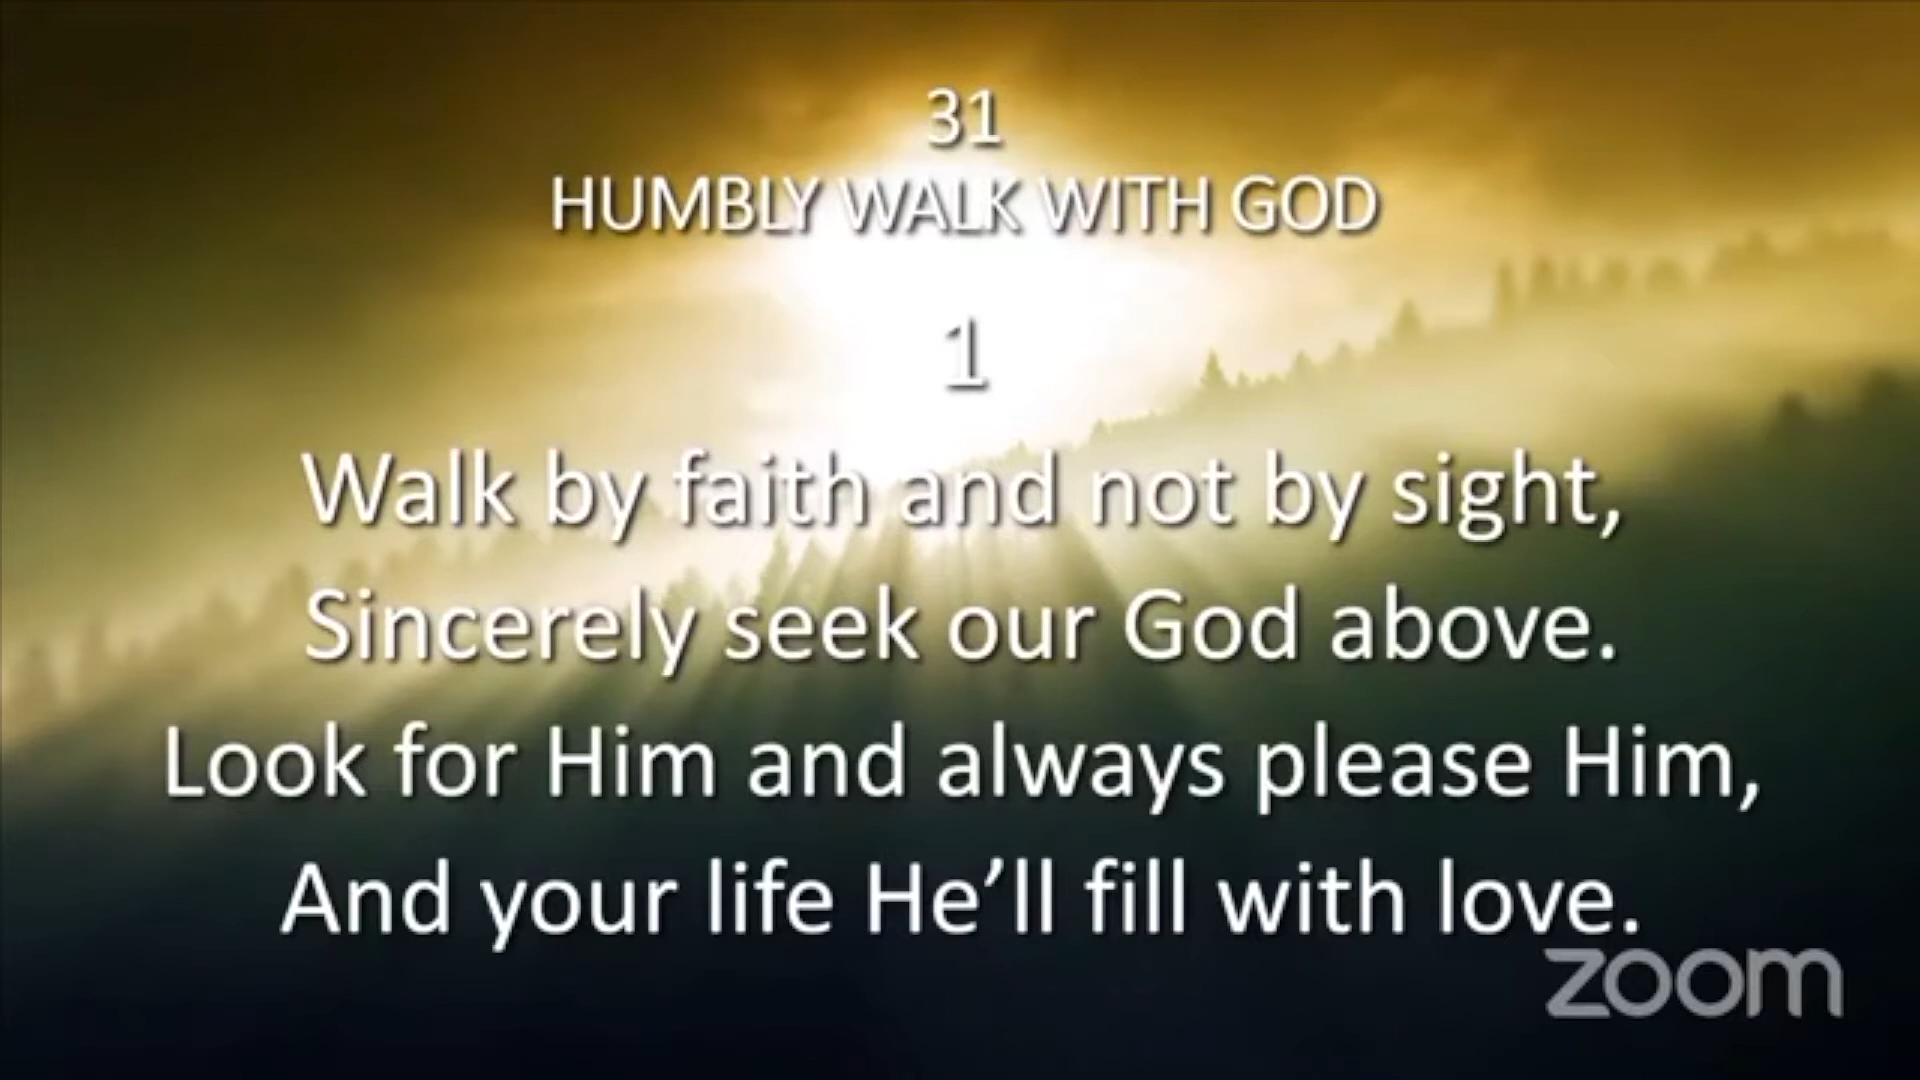 31
HUMBLY WALK WITH GOD
1
Walk by faith and not by sight,
Sincerely seek our God above.
Look for Him and always please Him,
And your life He’ll fill with love.
zoom